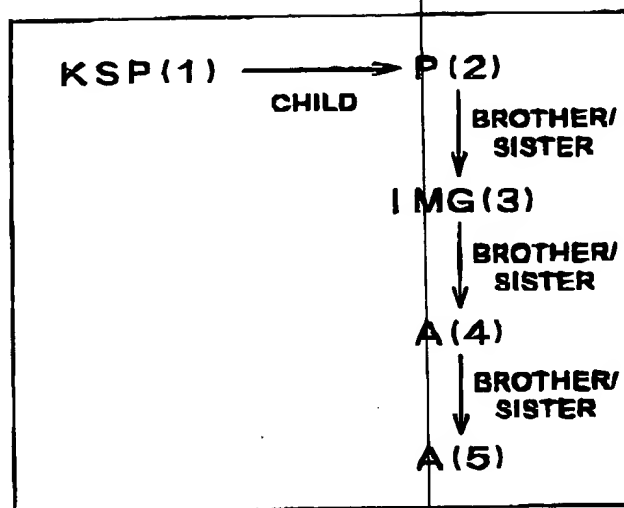 KSP(1)
CHILD
P(2)
BROTHER/
SISTER
IMG(3)
BROTHER/
SISTER
A(4)
BROTHER/
SISTER
A(5)